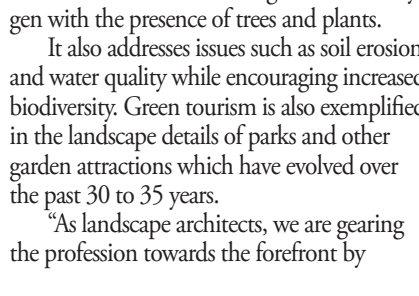 gen with the presence of trees and plants.
It also addresses issues such as soil erosion
and water quality while encouraging increased
biodiversity. Green tourism is also exemplified
in the landscape details of parks and other
garden attractions which have evolved over
the past 30 to 35 years.
“As landscape architects, we are gearing
the profession towards the forefront by